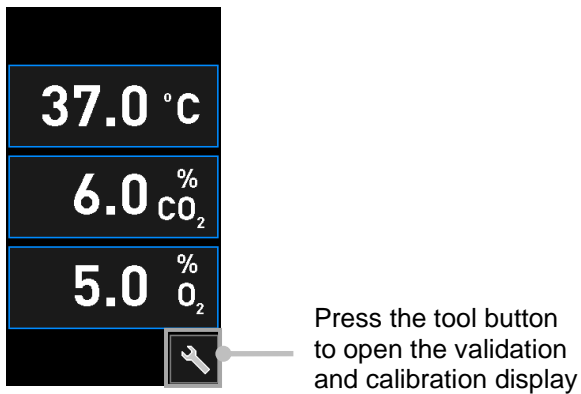 37.0 °C
6.0 % CO₂
5.0 % O₂
Press the tool button
to open the validation
and calibration display